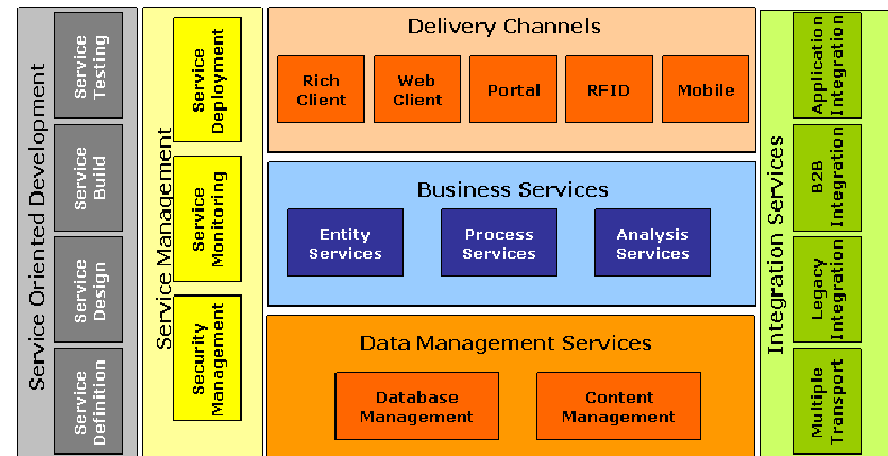 Service Oriented Development
Service
Testing
Service
Build
Service
Design
Service
Definition
Service Management
Service
Deployment
Service
Monitoring
Security
Management
Delivery Channels
Rich
Client
Web
Client
Portal
RFID
Mobile
Business Services
Entity
Services
Process
Services
Analysis
Services
Data Management Services
Database
Management
Content
Management
Integration Services
Application
Integration
B2B
Integration
Legacy
Integration
Multiple
Transport